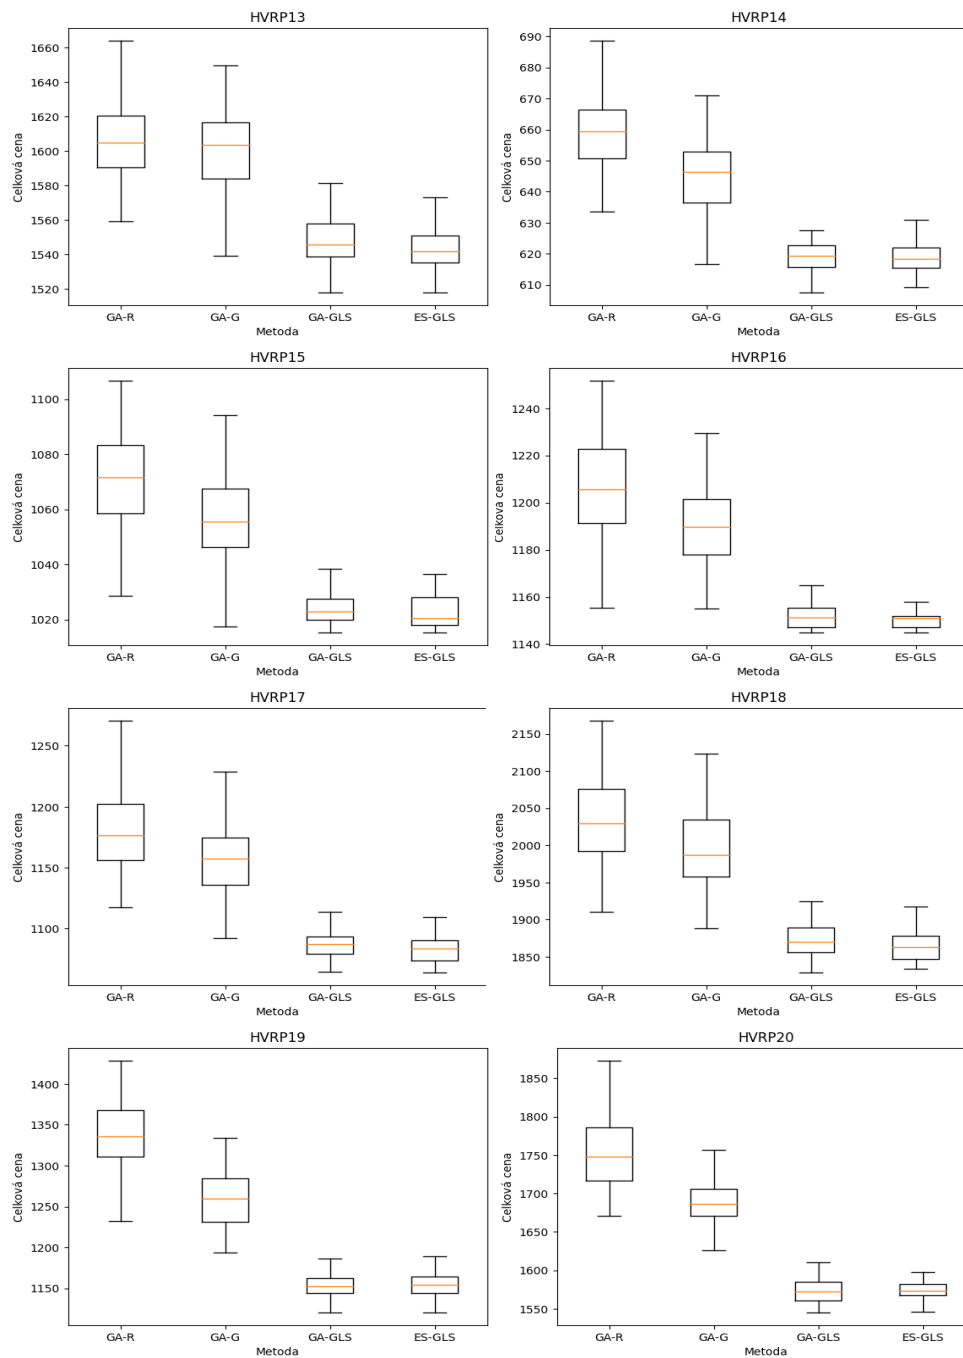 HVRP13
Celková cena
1660
1640
1620
1600
1580
1560
1540
1520
GA-R GA-G GA-GLS ES-GLS
Metoda
HVRP14
Celková cena
690
680
670
660
650
640
630
620
610
GA-R GA-G GA-GLS ES-GLS
Metoda
HVRP15
Celková cena
1100
1080
1060
1040
1020
GA-R GA-G GA-GLS ES-GLS
Metoda
HVRP16
Celková cena
1240
1220
1200
1180
1160
1140
GA-R GA-G GA-GLS ES-GLS
Metoda
HVRP17
Celková cena
1250
1200
1150
1100
GA-R GA-G GA-GLS ES-GLS
Metoda
HVRP18
Celková cena
2150
2100
2050
2000
1950
1900
1850
GA-R GA-G GA-GLS ES-GLS
Metoda
HVRP19
Celková cena
1400
1350
1300
1250
1200
1150
GA-R GA-G GA-GLS ES-GLS
Metoda
HVRP20
Celková cena
1850
1800
1750
1700
1650
1600
1550
GA-R GA-G GA-GLS ES-GLS
Metoda